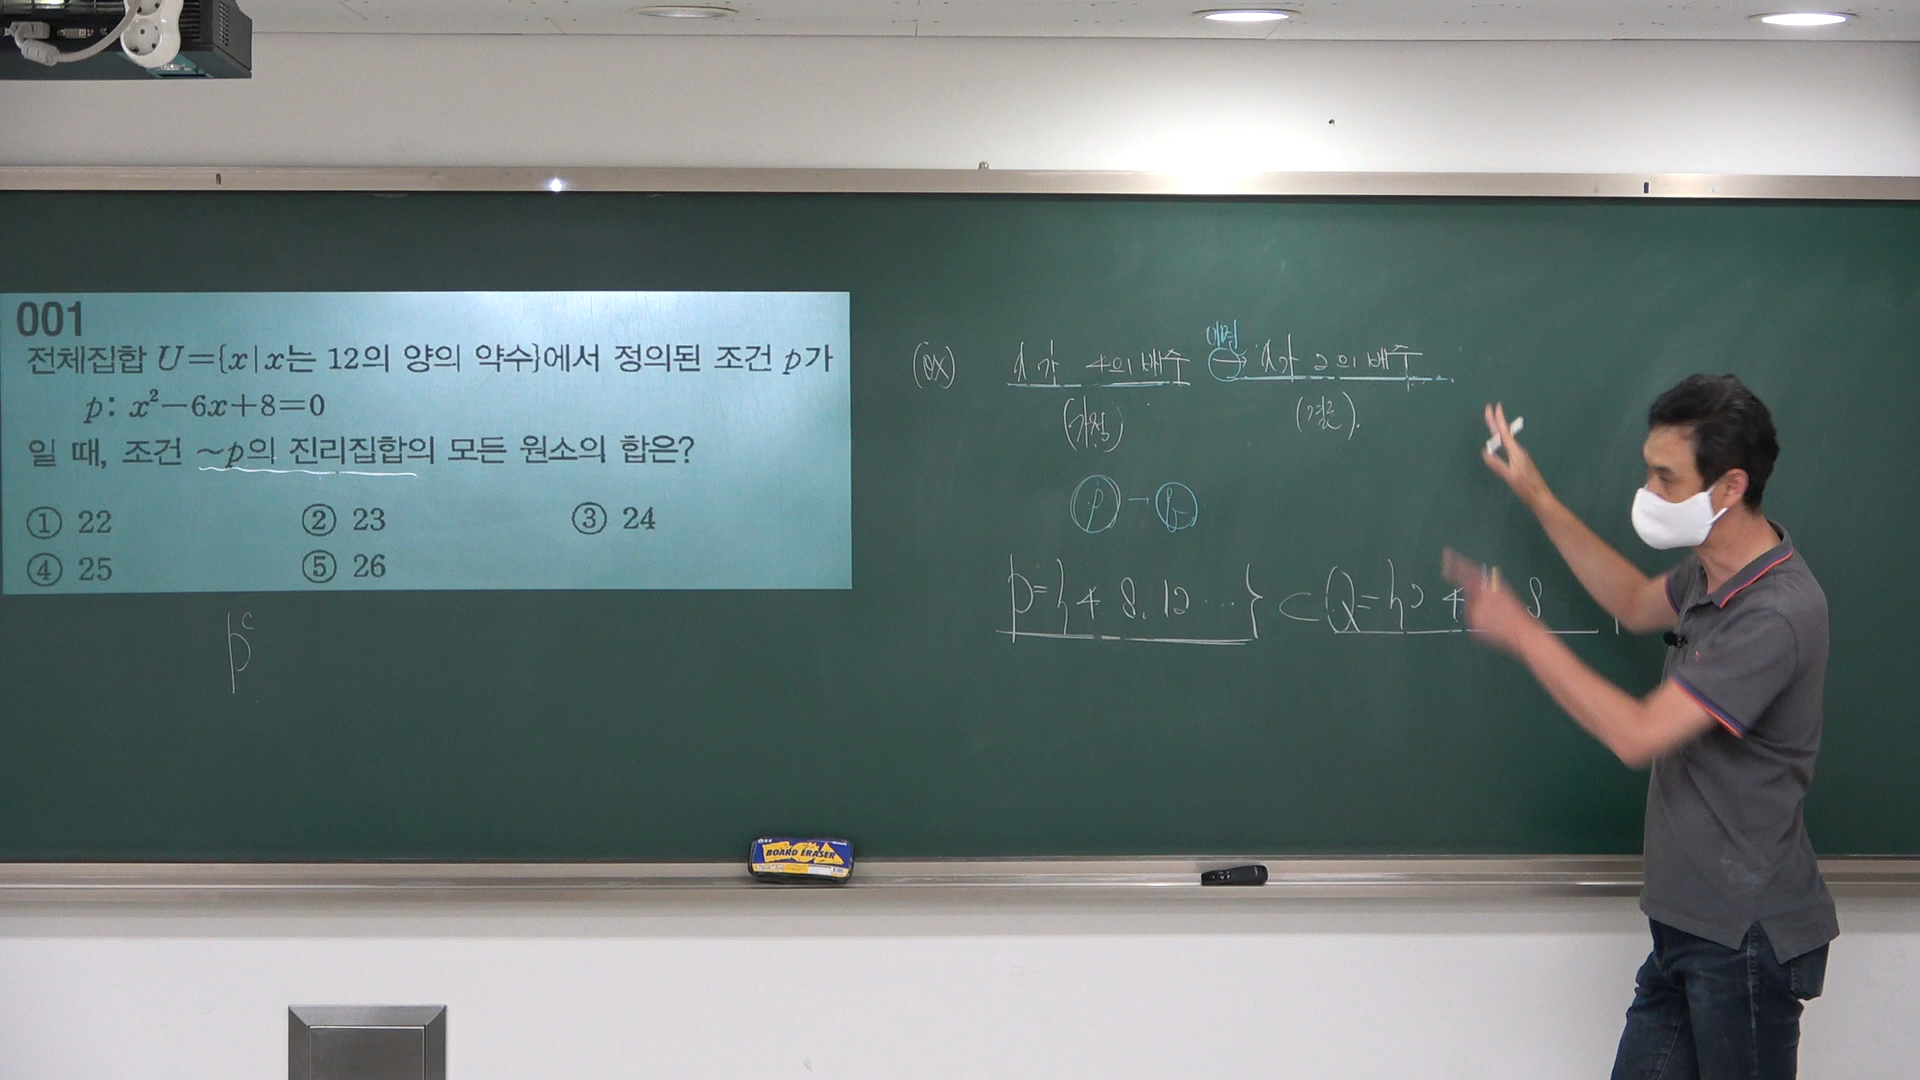 001
전체집합 U={x|x는 12의 양의 약수}에서 정의된 조건 p가
p: x²-6x+8=0
일 때, 조건 ~p의 진리집합의 모든 원소의 합은?
① 22 ② 23 ③ 24
④ 25 ⑤ 26
pᶜ
(ex) x가 4의 배수 → x가 2의 배수
(가정) (결론).
p → q
P={4. 8. 12 ...} ⊂ Q={2 4 8
BOARD ERASER